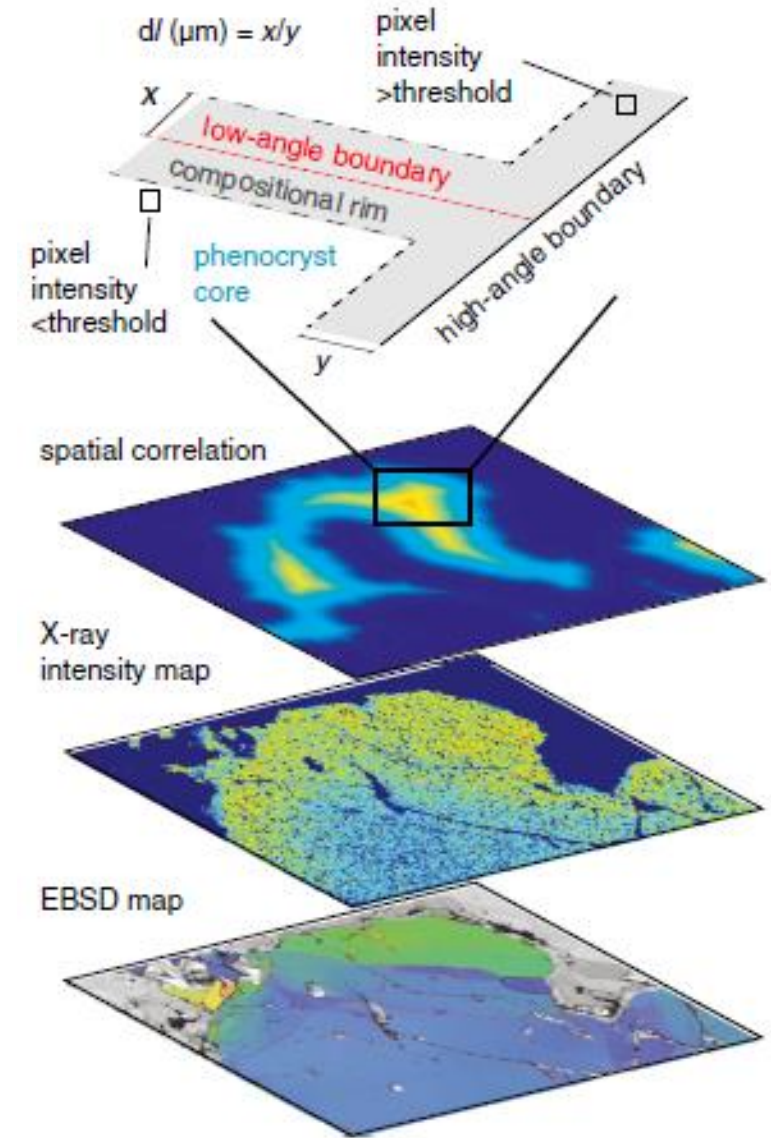 dl (μm) = x/y
pixel
intensity
>threshold
x
low-angle boundary
compositional rim
high-angle boundary
pixel
intensity
<threshold
phenocryst
core
y
spatial correlation
X-ray
intensity map
EBSD map